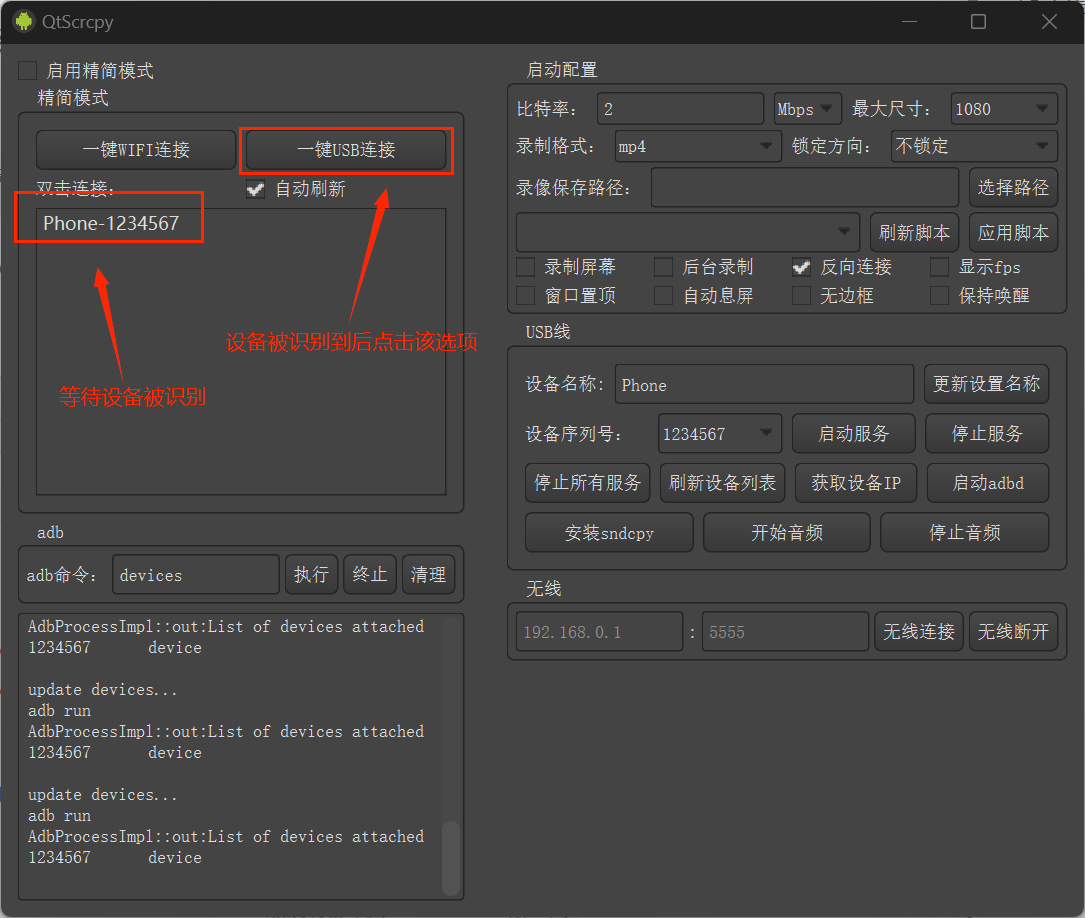 QtScrcpy
启用精简模式
精简模式
一键WIFI连接
一键USB连接
双击连接:
自动刷新
Phone-1234567
设备被识别到后点击该选项
等待设备被识别
adb
adb命令:
devices
执行
终止
清理
AdbProcessImpl::out:List of devices attached
1234567 device
update devices...
adb run
AdbProcessImpl::out:List of devices attached
1234567 device
update devices...
adb run
AdbProcessImpl::out:List of devices attached
1234567 device
启动配置
比特率: 2 Mbps 最大尺寸: 1080
录制格式: mp4 锁定方向: 不锁定
录像保存路径: 选择路径
刷新脚本 应用脚本
录制屏幕 后台录制 反向连接 显示fps
窗口置顶 自动息屏 无边框 保持唤醒
USB线
设备名称: Phone 更新设置名称
设备序列号: 1234567 启动服务 停止服务
停止所有服务 刷新设备列表 获取设备IP 启动adbd
安装sndcpy 开始音频 停止音频
无线
192.168.0.1 : 5555 无线连接 无线断开